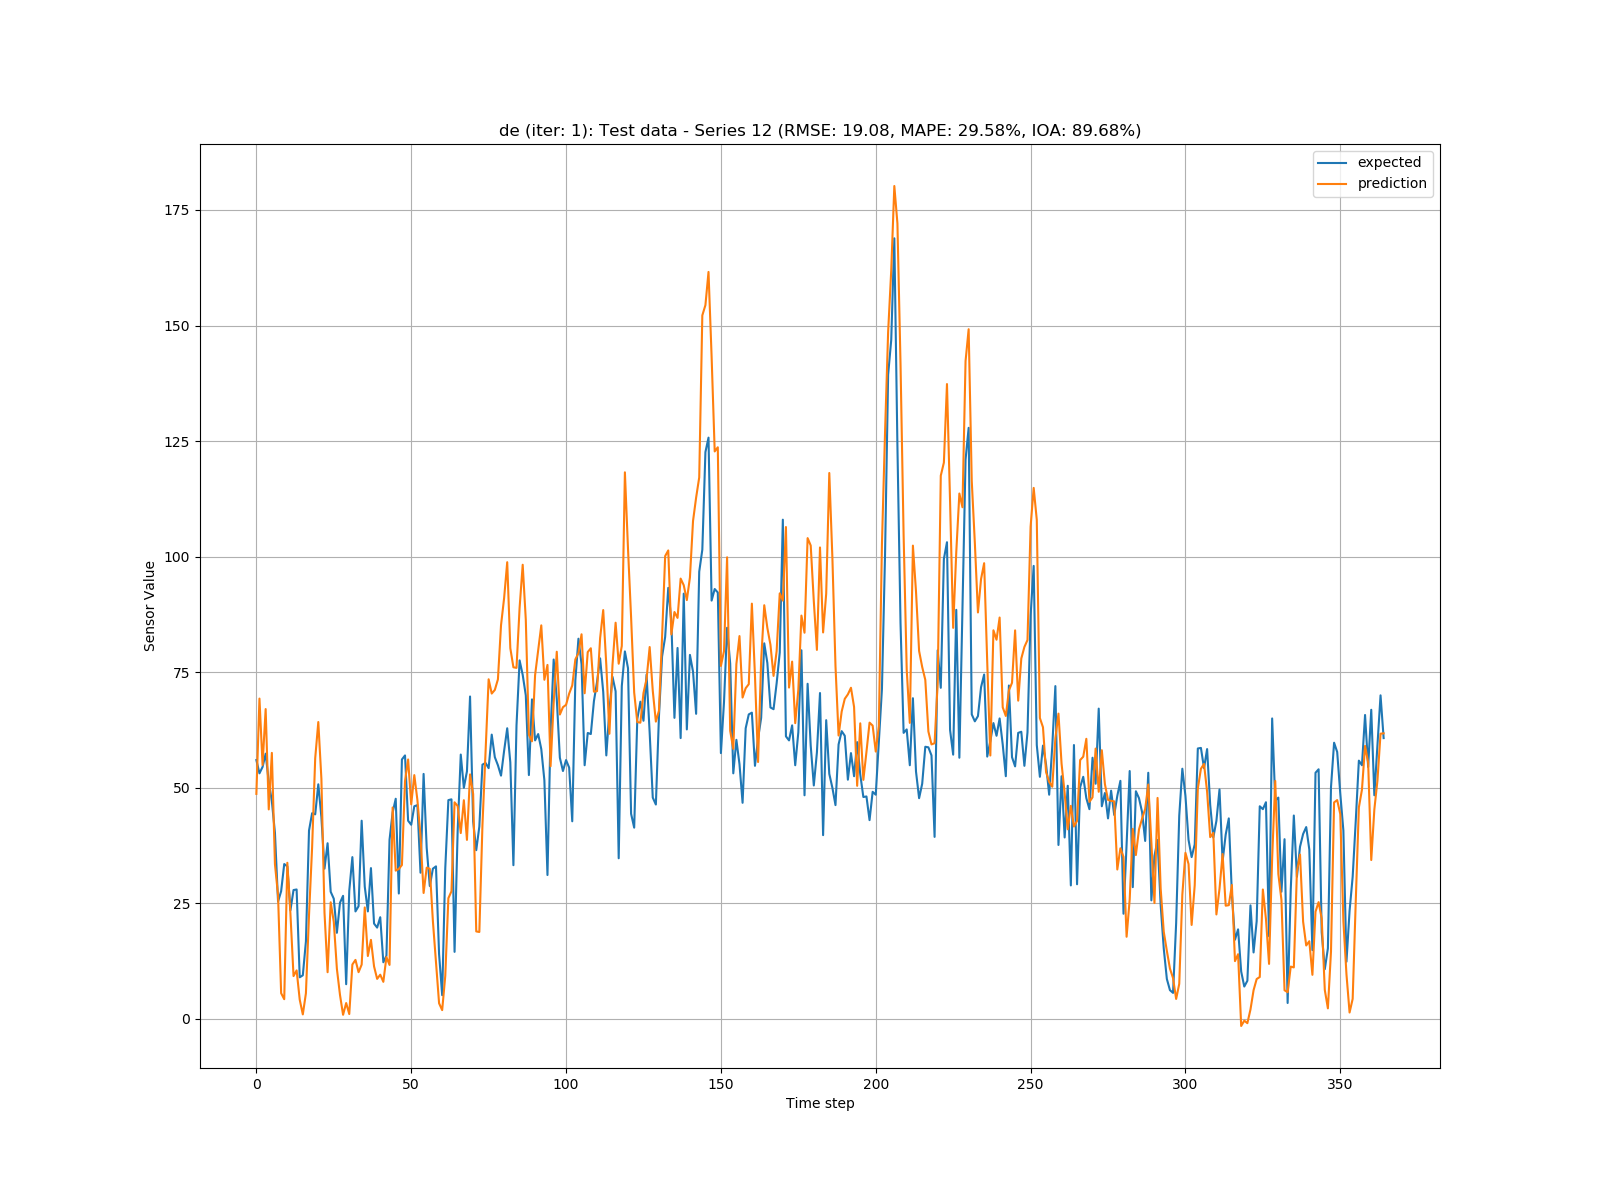 de (iter: 1): Test data - Series 12 (RMSE: 19.08, MAPE: 29.58%, IOA: 89.68%)
expected
prediction
175
150
125
100
75
50
25
0
Sensor Value
0 50 100 150 200 250 300 350
Time step